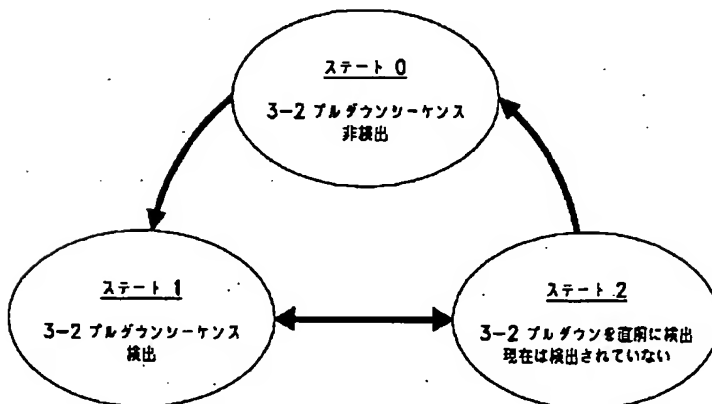 ステート 0
3-2 プルダウンシーケンス
非検出
ステート 1
3-2 プルダウンシーケンス
検出
ステート 2
3-2 プルダウンを直前に検出
現在は検出されていない